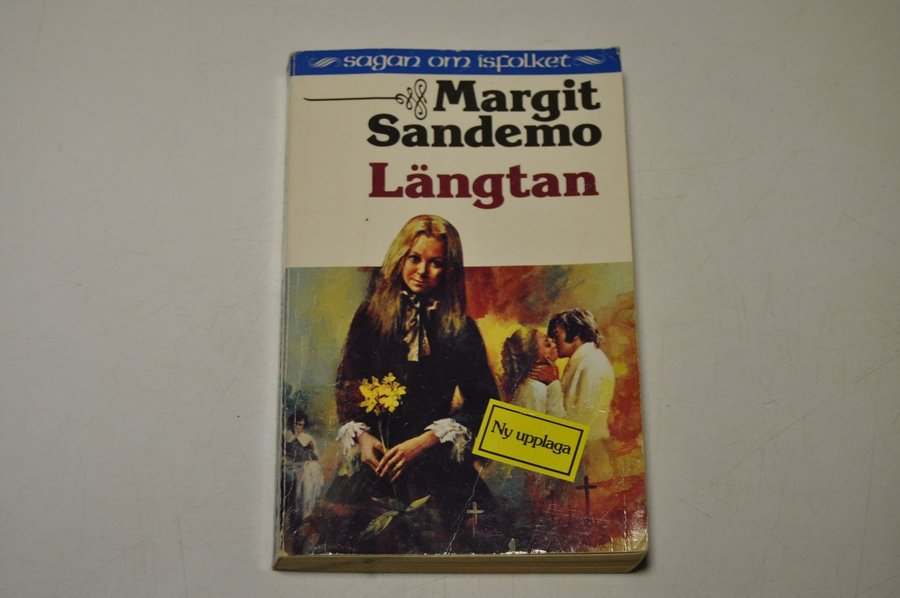 sagan om isfolket
Margit
Sandemo
Längtan
Ny upplaga